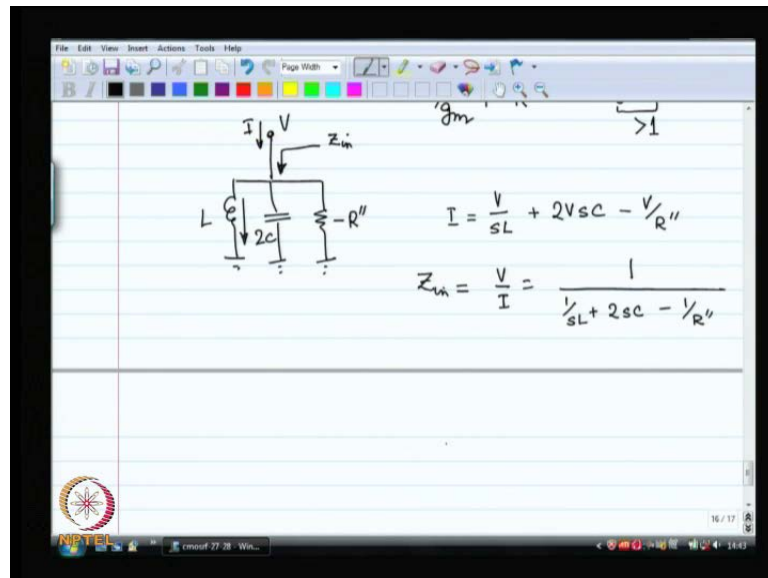 File Edit View Insert Actions Tools Help
Page Width
B I
gm
>1
I V
Zin
L 2C -R"
I = V/SL + 2VSC - V/R"
Zin = V/I = 1 / (1/SL + 2SC - 1/R")
16 / 17
NPTEL
cmosrf-27-28 - Win...
14:43